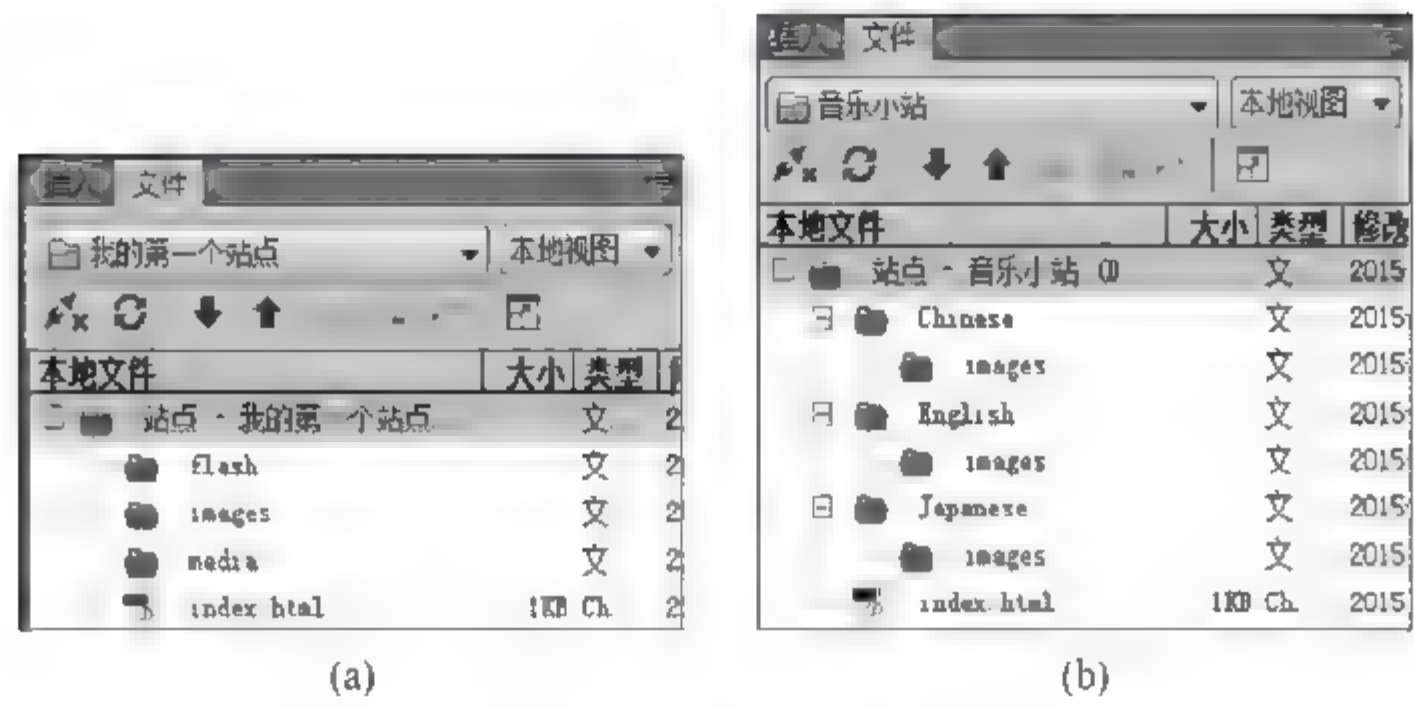 插入 文件
我的第一个站点 本地视图
本地文件 大小 类型
站点 - 我的第一个站点 文
flash 文 2
images 文 2
media 文 2
index.html 1KB Ch 2
(a)
插入 文件
音乐小站 本地视图
本地文件 大小 类型 修改
站点 - 音乐小站 文 2015
Chinese 文 2015
images 文 2015
English 文 2015
images 文 2015
Japanese 文 2015
images 文 2015
index.html 1KB Ch. 2015
(b)